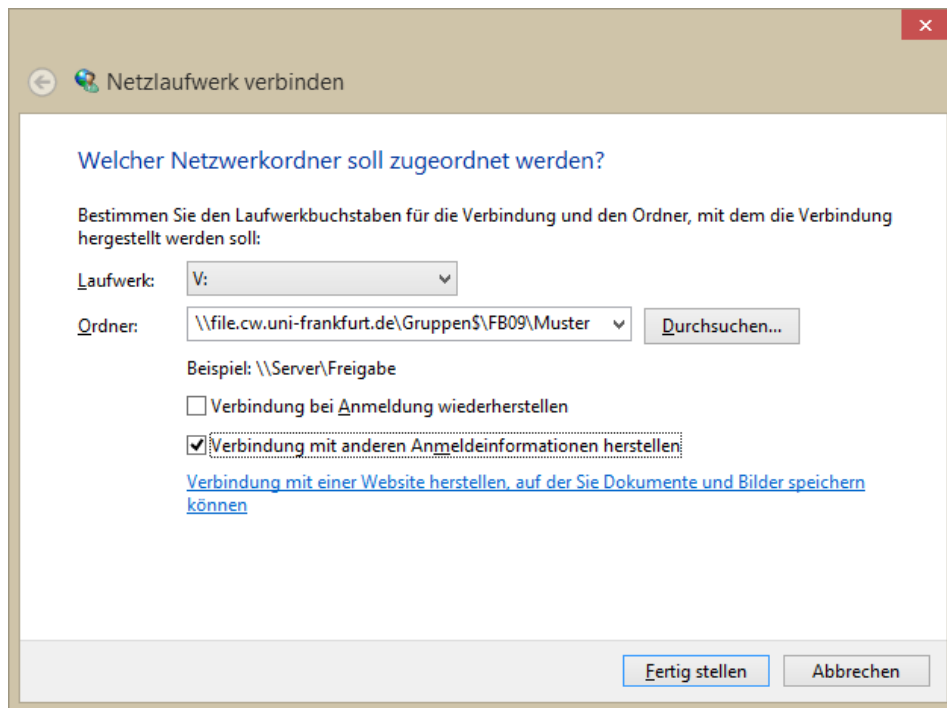 Netzlaufwerk verbinden
Welcher Netzwerkordner soll zugeordnet werden?
Bestimmen Sie den Laufwerkbuchstaben für die Verbindung und den Ordner, mit dem die Verbindung
hergestellt werden soll:
Laufwerk: V:
Ordner: \\file.cw.uni-frankfurt.de\Gruppen$\FB09\Muster Durchsuchen...
Beispiel: \\Server\Freigabe
Verbindung bei Anmeldung wiederherstellen
Verbindung mit anderen Anmeldeinformationen herstellen
Verbindung mit einer Website herstellen, auf der Sie Dokumente und Bilder speichern
können
Fertig stellen Abbrechen